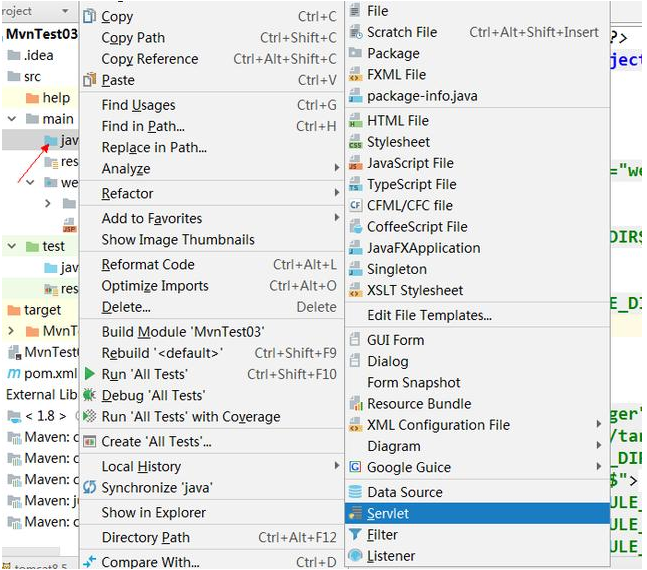 roject
MvnTest03
.idea
src
help
main
jav
res
we
test
jav
res
target
MvnT
MvnTest0
pom.xml
External Lib
< 1.8 >
Maven: c
Maven: c
Maven: c
Maven: ju
Maven: c
tomcat8.5
Copy Ctrl+C
Copy Path Ctrl+Shift+C
Copy Reference Ctrl+Alt+Shift+C
Paste Ctrl+V
Find Usages Ctrl+G
Find in Path... Ctrl+H
Replace in Path...
Analyze
Refactor
Add to Favorites
Show Image Thumbnails
Reformat Code Ctrl+Alt+L
Optimize Imports Ctrl+Alt+O
Delete... Delete
Build Module 'MvnTest03'
Rebuild '<default>' Ctrl+Shift+F9
Run 'All Tests' Ctrl+Shift+F10
Debug 'All Tests'
Run 'All Tests' with Coverage
Create 'All Tests'...
Local History
Synchronize 'java'
Show in Explorer
Directory Path Ctrl+Alt+F12
Compare With... Ctrl+D
File
Scratch File Ctrl+Alt+Shift+Insert
Package
FXML File
package-info.java
HTML File
Stylesheet
JavaScript File
TypeScript File
CFML/CFC file
CoffeeScript File
JavaFXApplication
Singleton
XSLT Stylesheet
Edit File Templates...
GUI Form
Dialog
Form Snapshot
Resource Bundle
XML Configuration File
Diagram
Google Guice
Data Source
Servlet
Filter
Listener
?>
ject
="we
DIR$
E_DI
ger"
/tar
_DIR
$">
ULE_
ULE_
ULE_